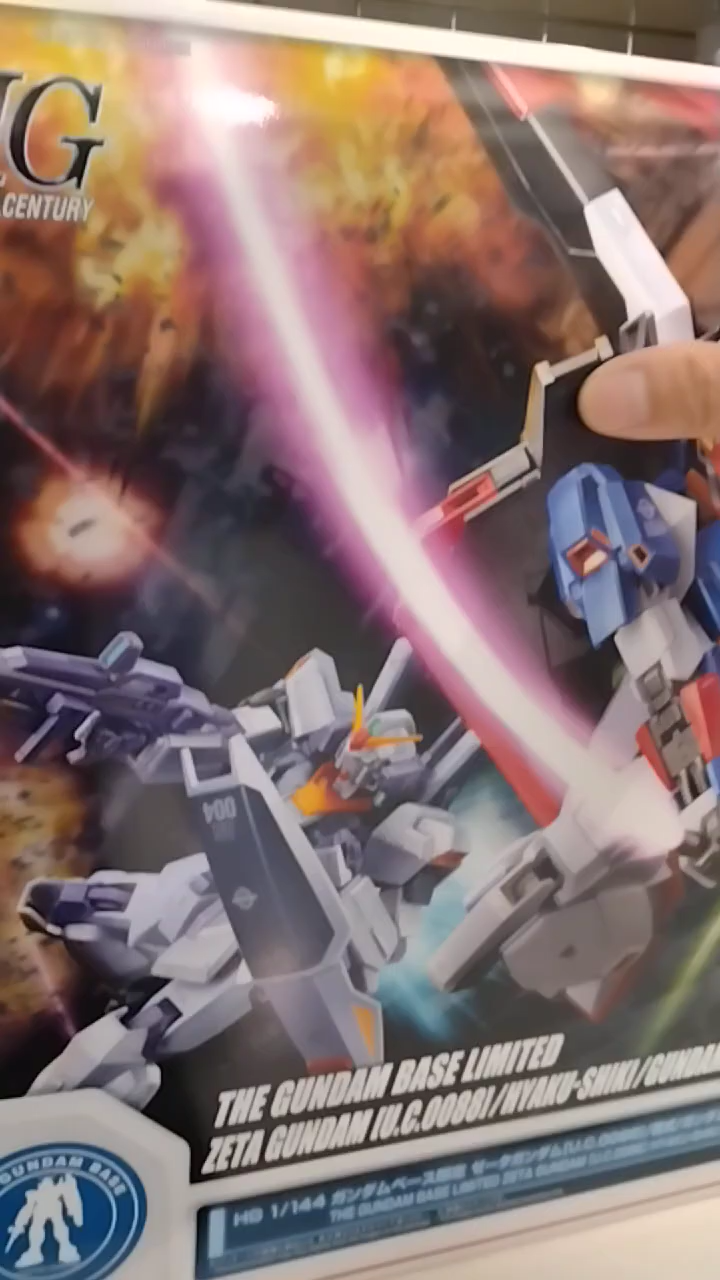 G
CENTURY
004
THE GUNDAM BASE LIMITED
ZETA GUNDAM [U.C.0088]/HYAKU-SHIKI/GUNDAM
GUNDAM BASE
HG 1/144 ガンダムベース限定 ゼータガンダム[U.C.0088]
THE GUNDAM BASE LIMITED ZETA GUNDAM [U.C.0088]